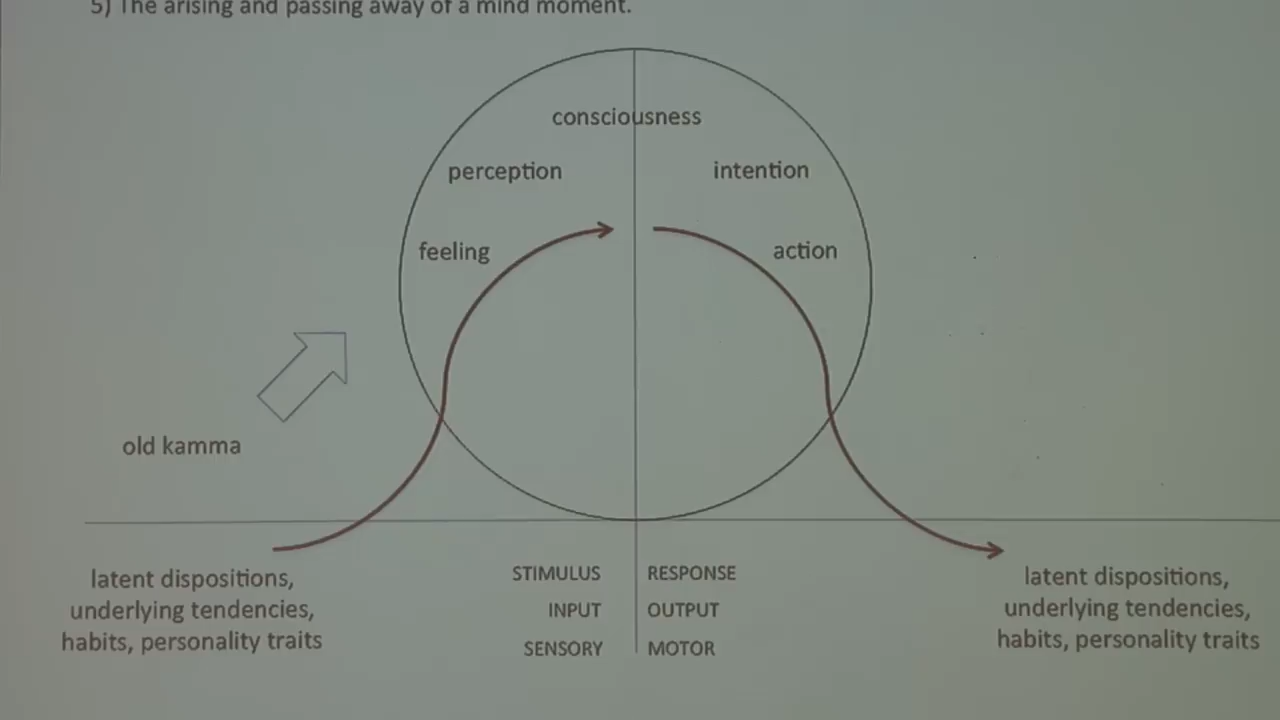 5) The arising and passing away of a mind moment.
consciousness
perception
intention
feeling
action
old kamma
latent dispositions,
underlying tendencies,
habits, personality traits
STIMULUS
RESPONSE
INPUT
OUTPUT
SENSORY
MOTOR
latent dispositions,
underlying tendencies,
habits, personality traits